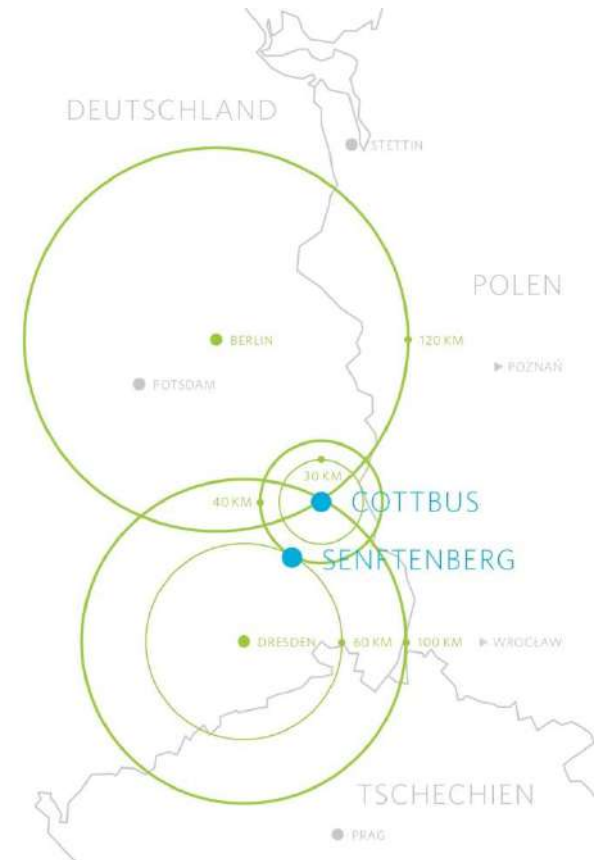 DEUTSCHLAND
STETTIN
POLEN
BERLIN
120 KM
POZNAŃ
POTSDAM
30 KM
40 KM
COTTBUS
SENFTENBERG
DRESDEN
60 KM
100 KM
WROCŁAW
TSCHECHIEN
PRAG